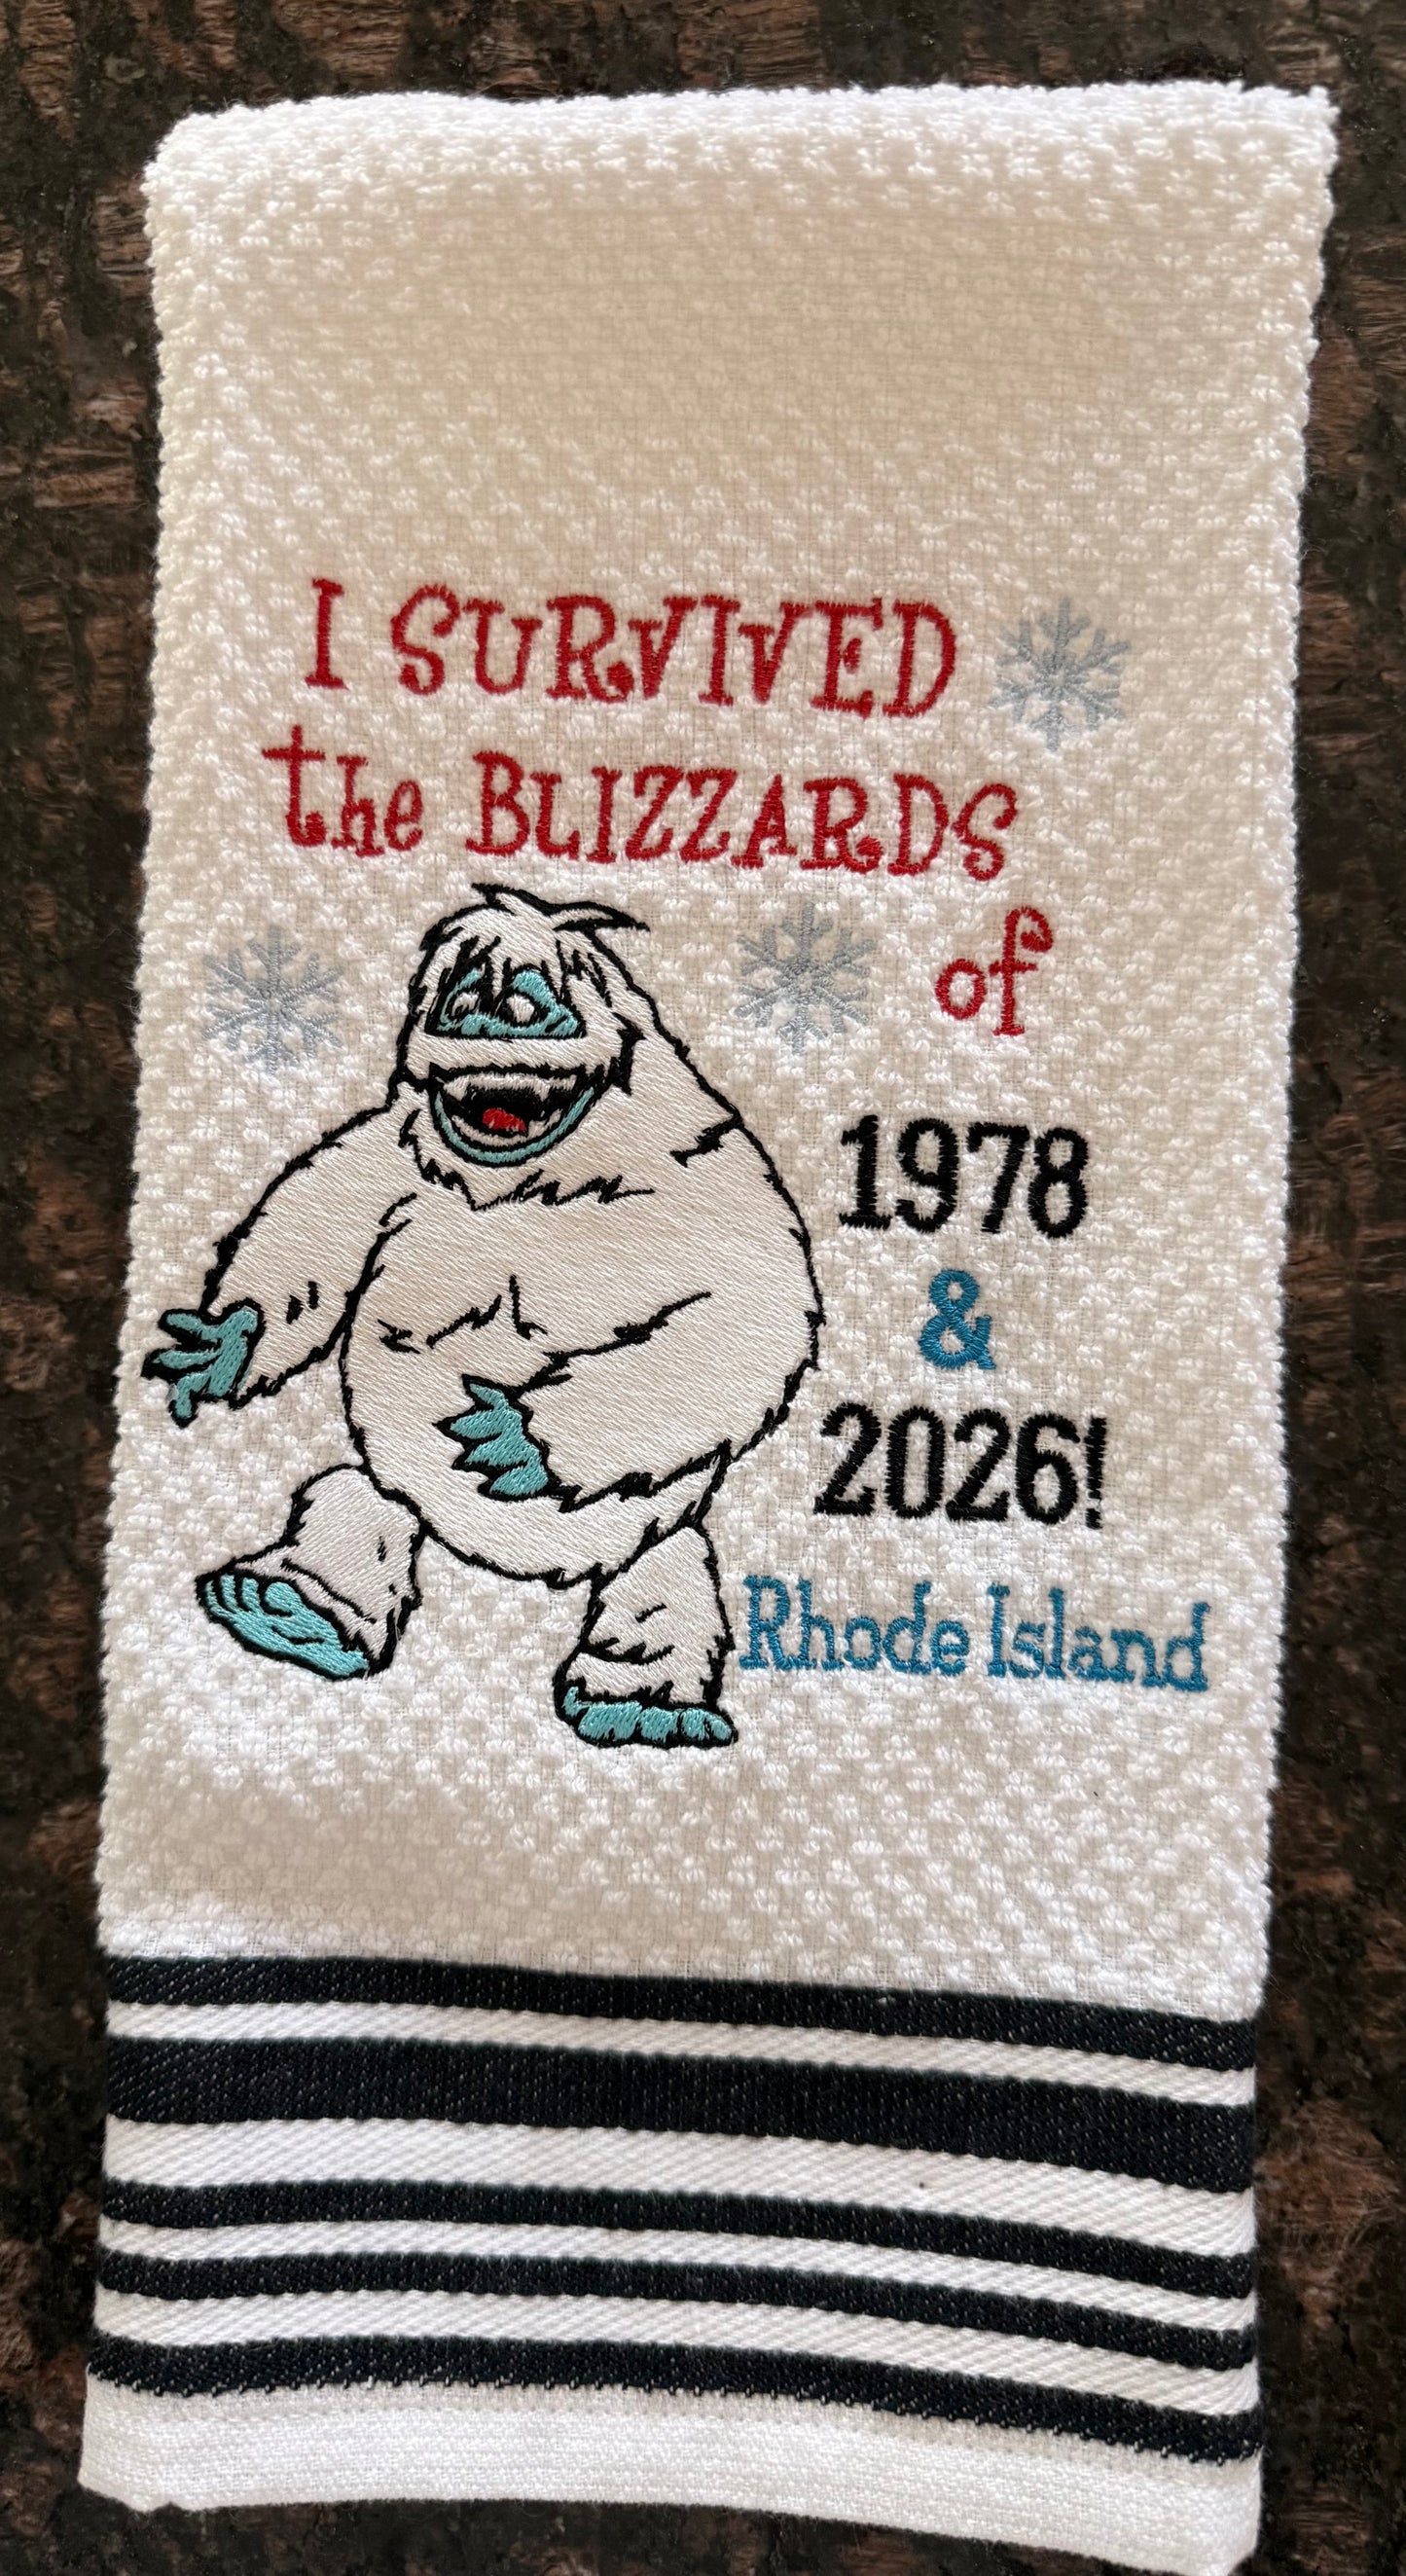 I SURVIVED
the BLIZZARDS
of
1978
&
2026!
Rhode Island